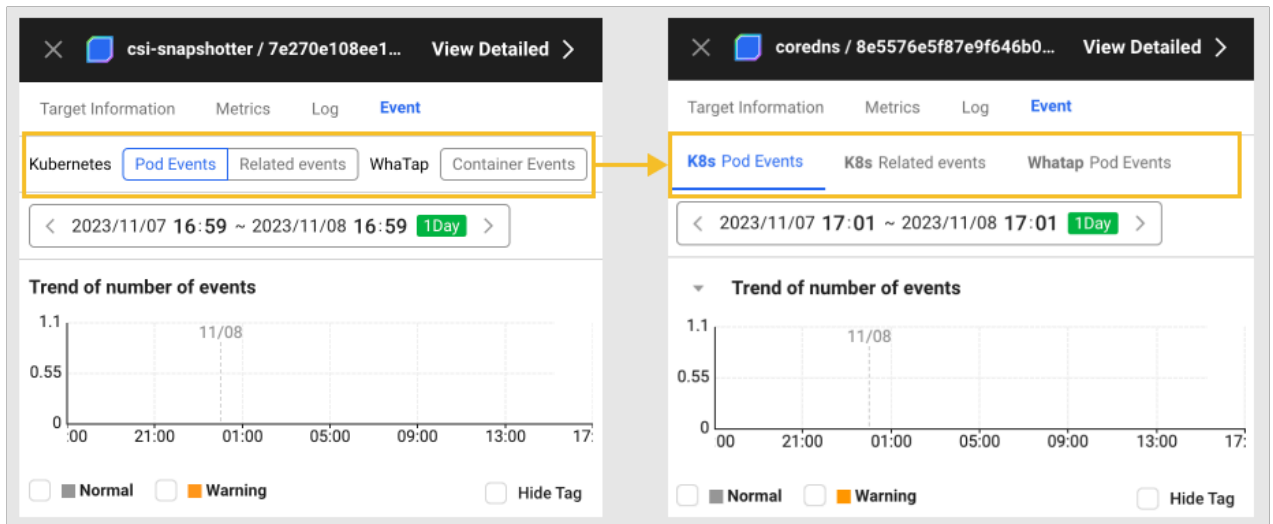 csi-snapshotter / 7e270e108ee1... View Detailed
Target Information Metrics Log Event
Kubernetes Pod Events Related events WhaTap Container Events
2023/11/07 16:59 ~ 2023/11/08 16:59 1Day
Trend of number of events
1.1
11/08
0.55
0
:00 21:00 01:00 05:00 09:00 13:00 17:
Normal Warning Hide Tag
coredns / 8e5576e5f87e9f646b0... View Detailed
Target Information Metrics Log Event
K8s Pod Events K8s Related events Whatap Pod Events
2023/11/07 17:01 ~ 2023/11/08 17:01 1Day
Trend of number of events
1.1
11/08
0.55
0
00 21:00 01:00 05:00 09:00 13:00 17:
Normal Warning Hide Tag